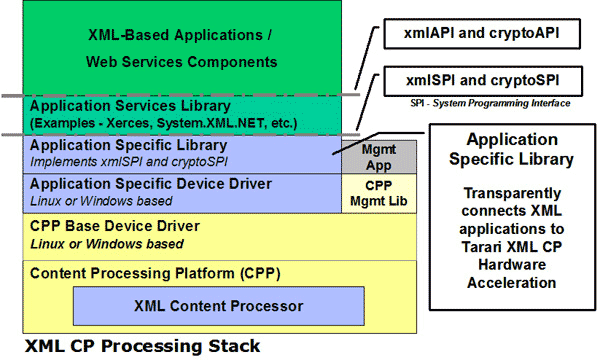 XML-Based Applications /
Web Services Components
Application Services Library
(Examples - Xerces, System.XML.NET, etc.)
Application Specific Library
Implements xmlSPI and cryptoSPI
Mgmt
App
Application Specific Device Driver
Linux or Windows based
CPP
Mgmt Lib
CPP Base Device Driver
Linux or Windows based
Content Processing Platform (CPP)
XML Content Processor
XML CP Processing Stack
xmlAPI and cryptoAPI
xmlSPI and cryptoSPI
SPI - System Programming Interface
Application
Specific Library
Transparently
connects XML
applications to
Tarari XML CP
Hardware
Acceleration